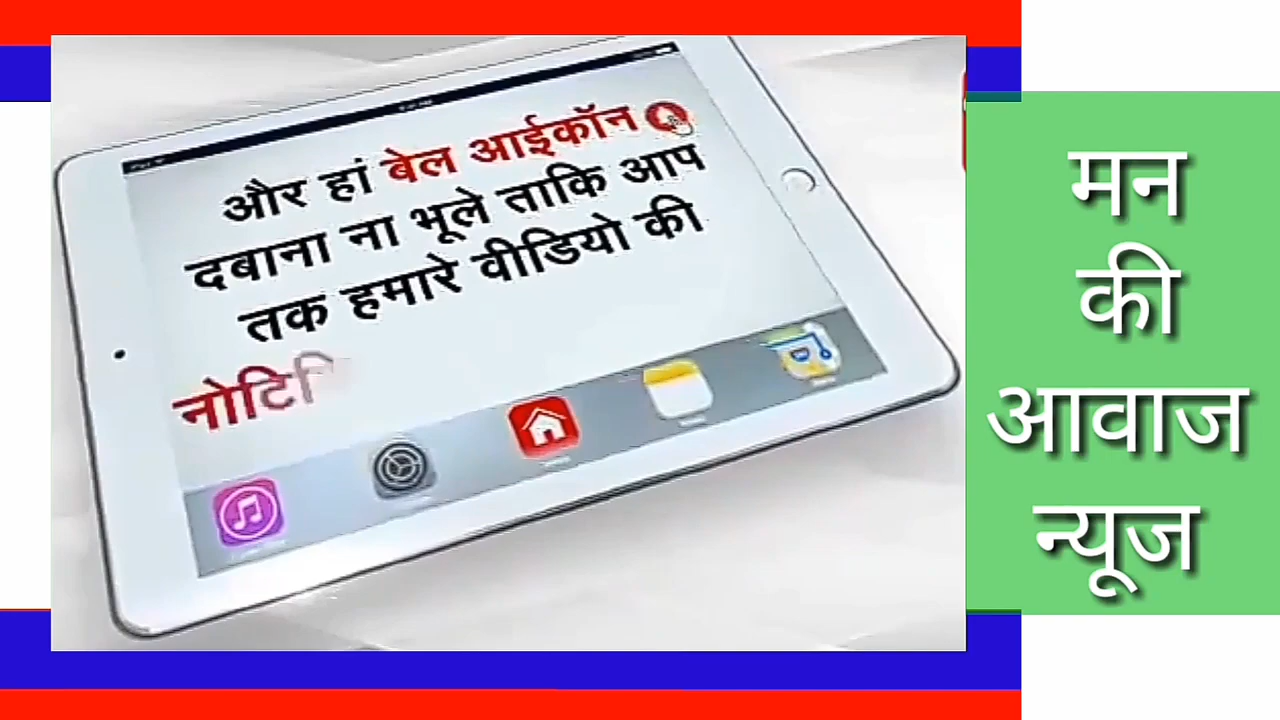 और हां बेल आईकॉन
दबाना ना भूले ताकि आप
तक हमारे वीडियो की
मन
की
आवाज
न्यूज